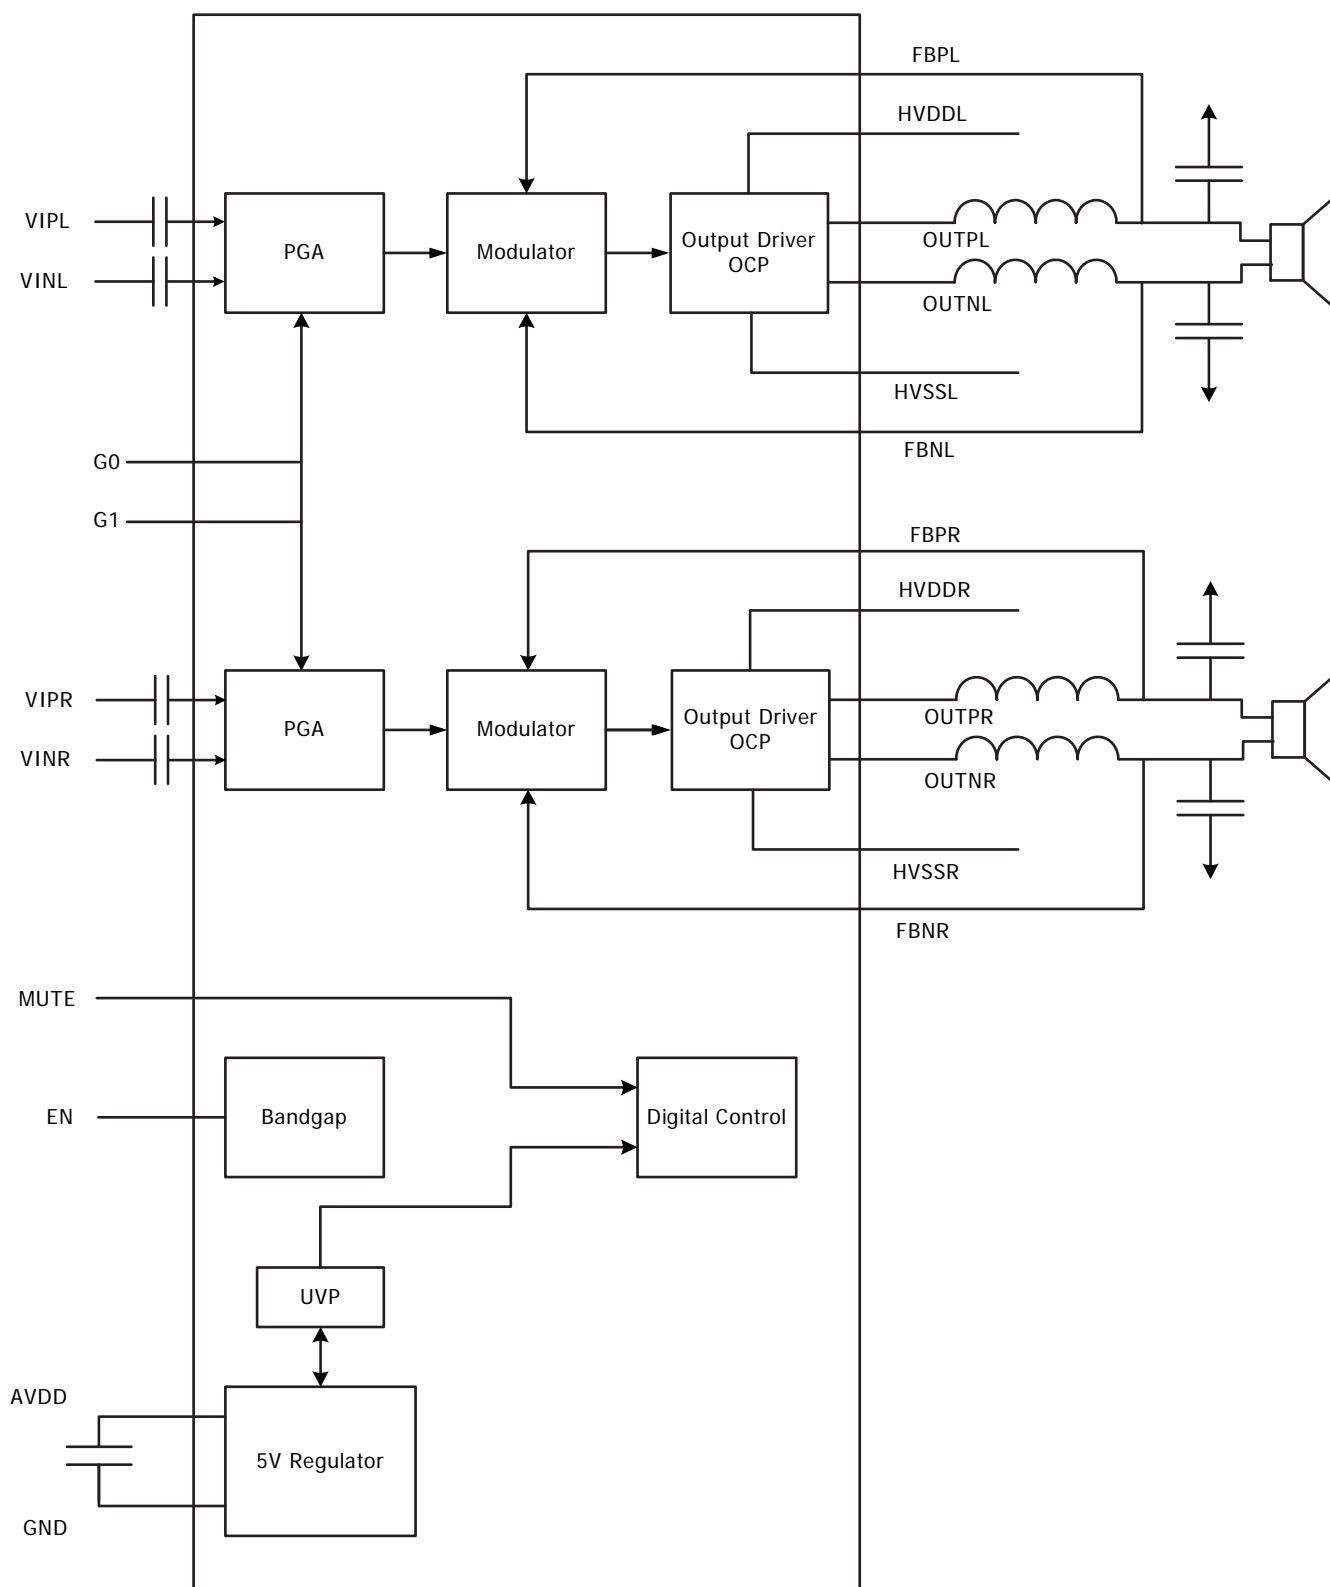 FBPL
HVDDL
VIPL
VINL
PGA
Modulator
Output Driver
OCP
OUTPL
OUTNL
HVSSL
FBNL
G0
G1
FBPR
HVDDR
VIPR
VINR
PGA
Modulator
Output Driver
OCP
OUTPR
OUTNR
HVSSR
FBNR
MUTE
EN
Bandgap
Digital Control
UVP
AVDD
5V Regulator
GND